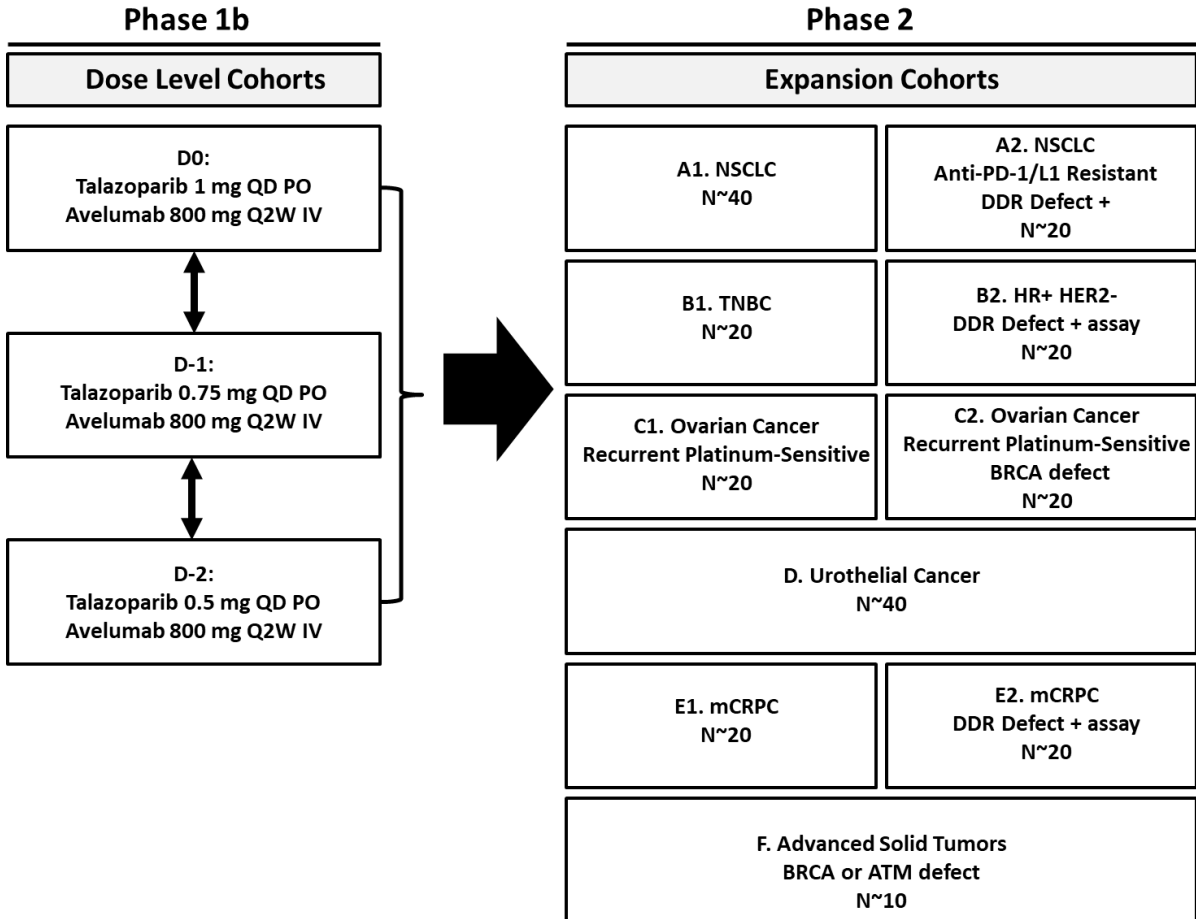 Phase 1b
Dose Level Cohorts
D0:
Talazoparib 1 mg QD PO
Avelumab 800 mg Q2W IV
D-1:
Talazoparib 0.75 mg QD PO
Avelumab 800 mg Q2W IV
D-2:
Talazoparib 0.5 mg QD PO
Avelumab 800 mg Q2W IV
Phase 2
Expansion Cohorts
A1. NSCLC
N~40
A2. NSCLC
Anti-PD-1/L1 Resistant
DDR Defect +
N~20
B1. TNBC
N~20
B2. HR+ HER2-
DDR Defect + assay
N~20
C1. Ovarian Cancer
Recurrent Platinum-Sensitive
N~20
C2. Ovarian Cancer
Recurrent Platinum-Sensitive
BRCA defect
N~20
D. Urothelial Cancer
N~40
E1. mCRPC
N~20
E2. mCRPC
DDR Defect + assay
N~20
F. Advanced Solid Tumors
BRCA or ATM defect
N~10